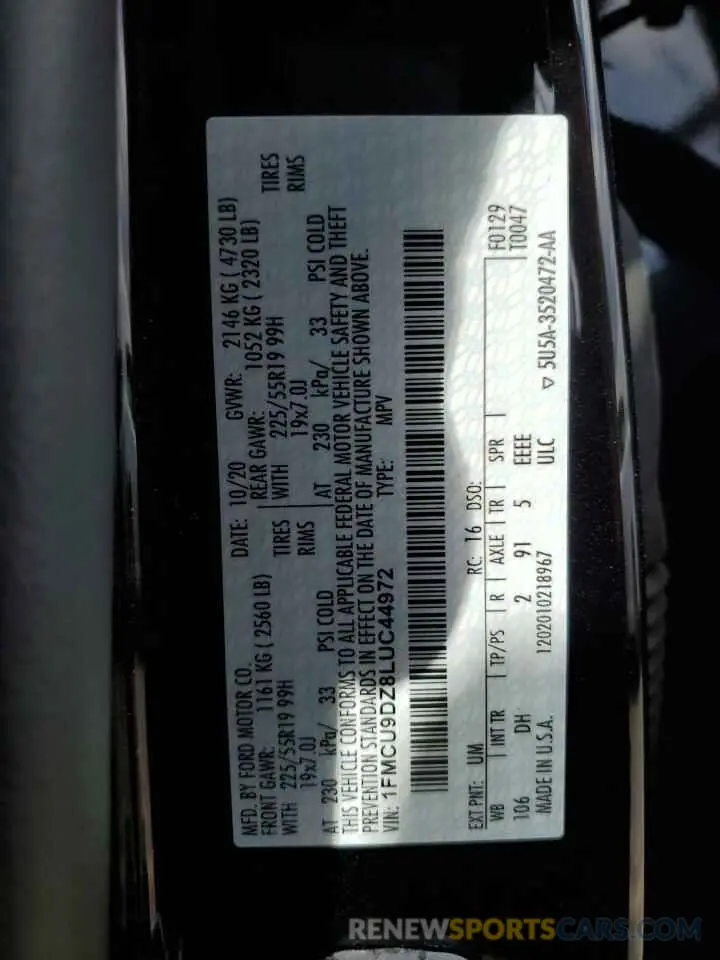 MFD. BY FORD MOTOR CO.
DATE: 10/20 GVWR: 2146 KG ( 4730 LB)
FRONT GAWR: 1161 KG ( 2560 LB)
REAR GAWR: 1052 KG ( 2320 LB)
WITH 225/55R19 99H TIRES
WITH 225/55R19 99H TIRES
19x7.0J RIMS
19x7.0J RIMS
AT 230 kPa/ 33 PSI COLD
AT 230 kPa/ 33 PSI COLD
THIS VEHICLE CONFORMS TO ALL APPLICABLE FEDERAL MOTOR VEHICLE SAFETY AND THEFT
PREVENTION STANDARDS IN EFFECT ON THE DATE OF MANUFACTURE SHOWN ABOVE.
VIN: 1FMCU9DZ8LUC44972 TYPE: MPV
EXT PNT: UM RC: 16 DSO:
WB INT TR TP/PS R AXLE TR SPR F0129
106 DH 2 91 5 EEEE T0047
MADE IN U.S.A. 1202010218967 ULC ▽ 5U5A-3520472-AA
RENEWSPORTSCARS.COM